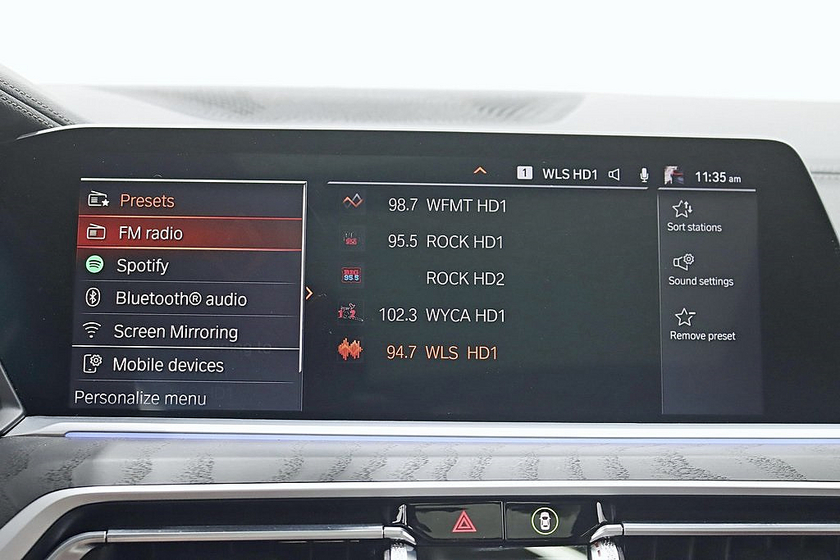 1 WLS HD1
11:35 am
Presets
FM radio
Spotify
Bluetooth® audio
Screen Mirroring
Mobile devices
Personalize menu
98.7 WFMT HD1
95.5 ROCK HD1
ROCK HD2
102.3 WYCA HD1
94.7 WLS HD1
Sort stations
Sound settings
Remove preset